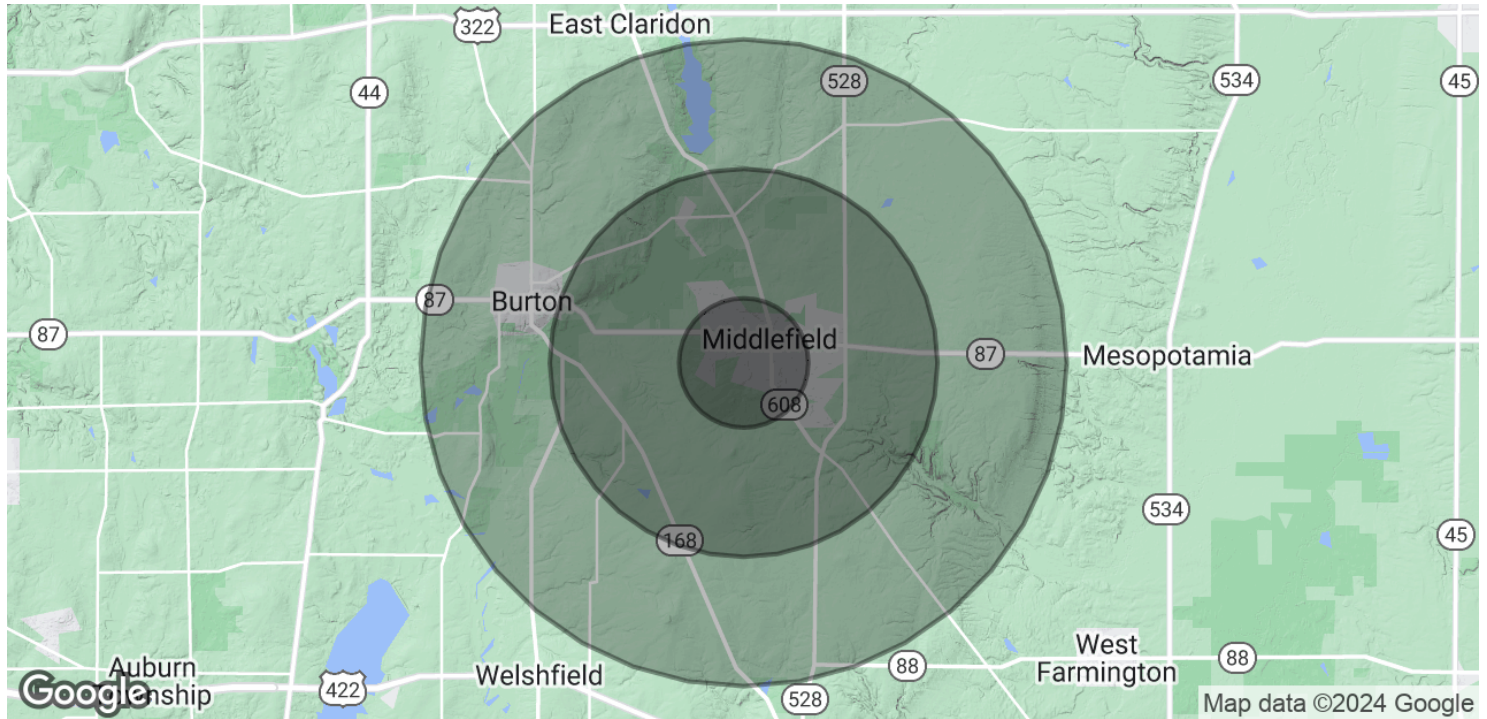 East Claridon
322
44
528
534
45
87
Burton
87
Middlefield
87
Mesopotamia
608
168
534
45
Auburn
Township
Welshfield
422
528
88
West
Farmington
88
Google
Map data ©2024 Google